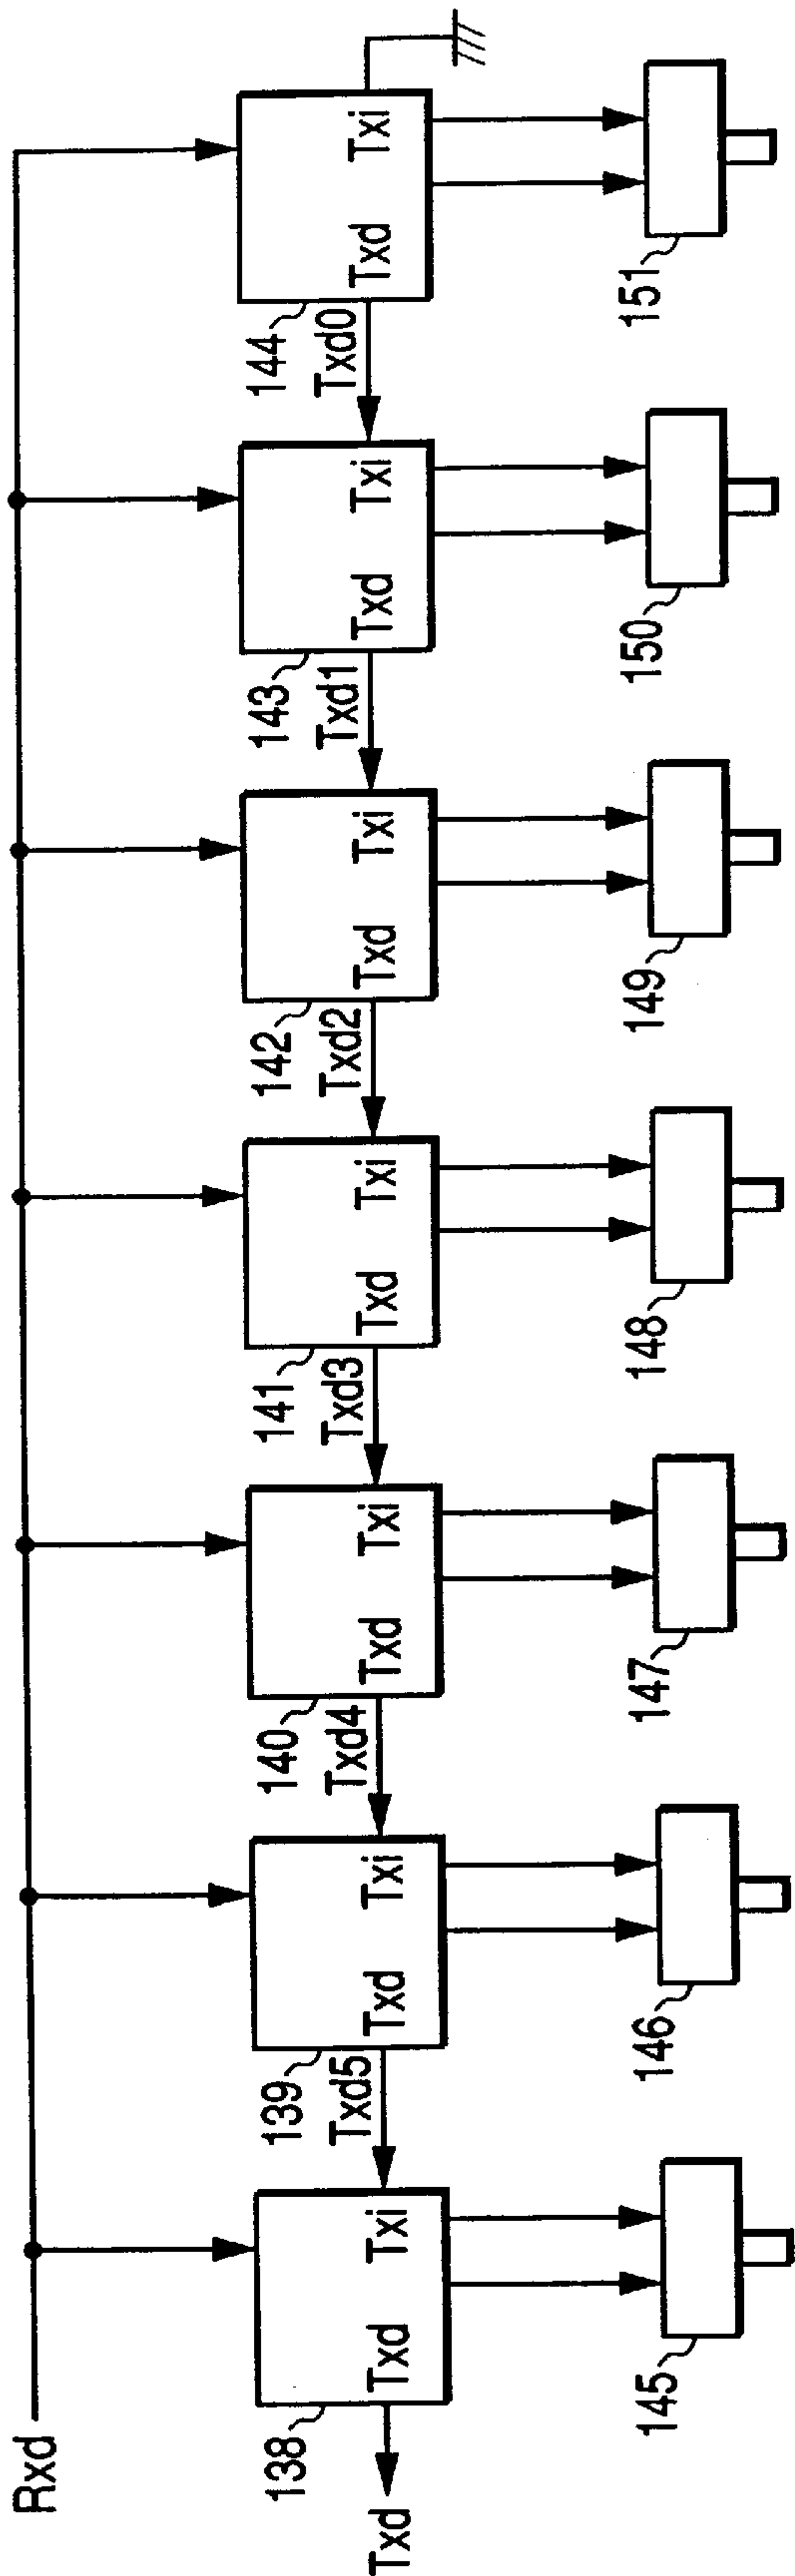 Rxd
Txd
138
Txd Txi
Txd5
139
Txd Txi
Txd4
140
Txd Txi
Txd3
141
Txd Txi
Txd2
142
Txd Txi
Txd1
143
Txd Txi
Txd0
144
Txd Txi
145
146
147
148
149
150
151